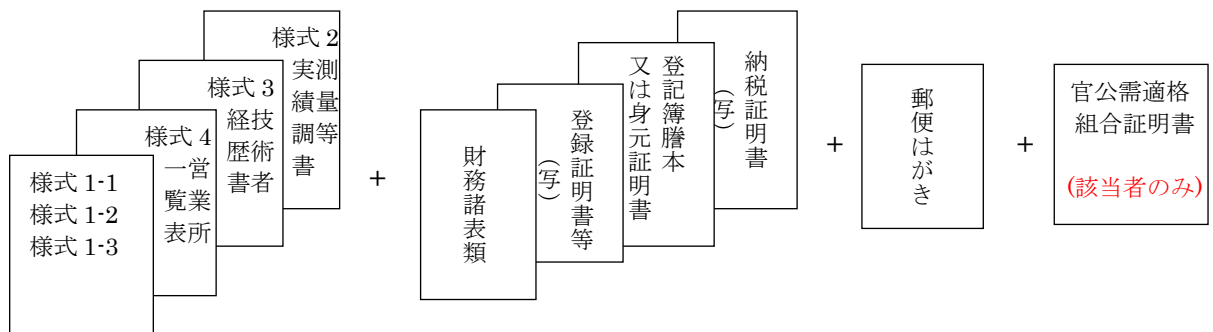 様式 1-1
様式 1-2
様式 1-3
様式 4
営業所
一覧表
様式 3
技術者
経歴書
様式 2
測量等
実績調書
+
財務諸表類
登録証明書等
(写)
登記簿謄本
又は身元証明書
納税証明書
(写)
+
郵便はがき
+
官公需適格
組合証明書
(該当者のみ)